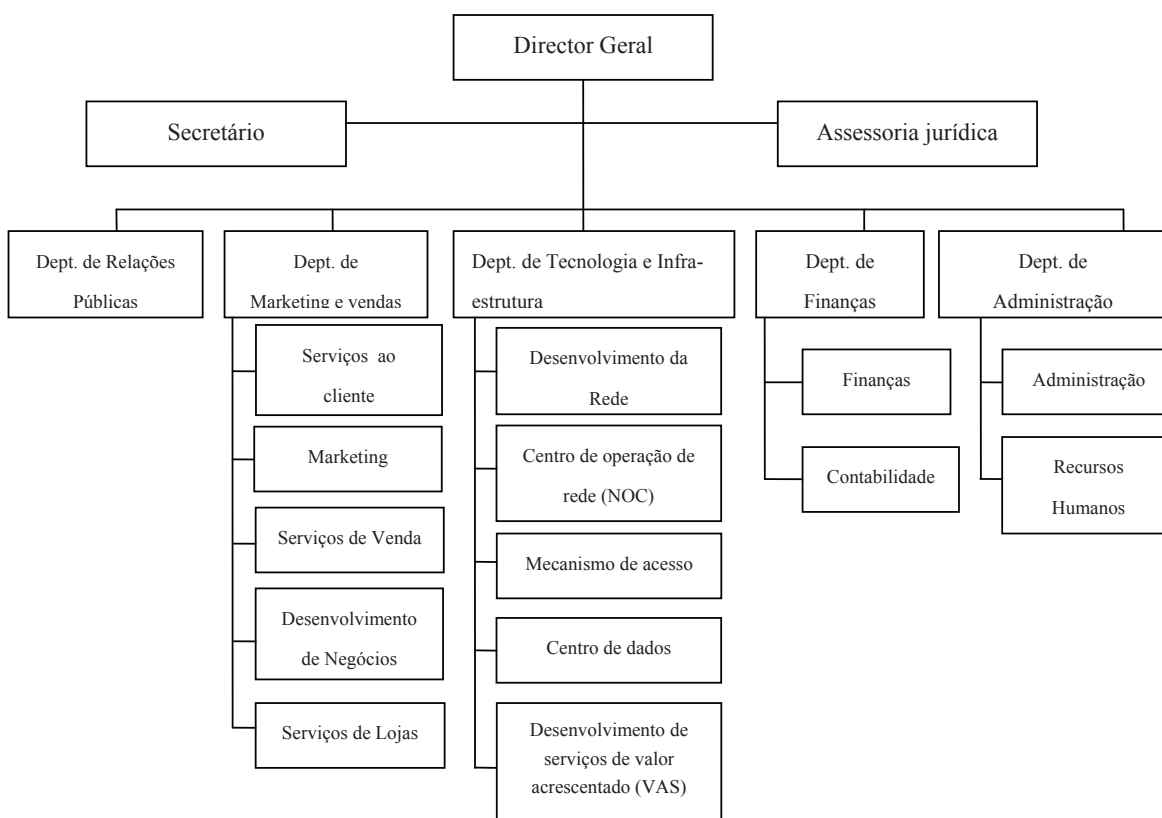 Director Geral
Secretário
Assessoria jurídica
Dept. de Relações
Públicas
Dept. de
Marketing e vendas
Dept. de Tecnologia e Infra-
estrutura
Dept. de
Finanças
Dept. de
Administração
Serviços ao
cliente
Marketing
Serviços de Venda
Desenvolvimento
de Negócios
Serviços de Lojas
Desenvolvimento da
Rede
Centro de operação de
rede (NOC)
Mecanismo de acesso
Centro de dados
Desenvolvimento de
serviços de valor
acrescentado (VAS)
Finanças
Contabilidade
Administração
Recursos
Humanos